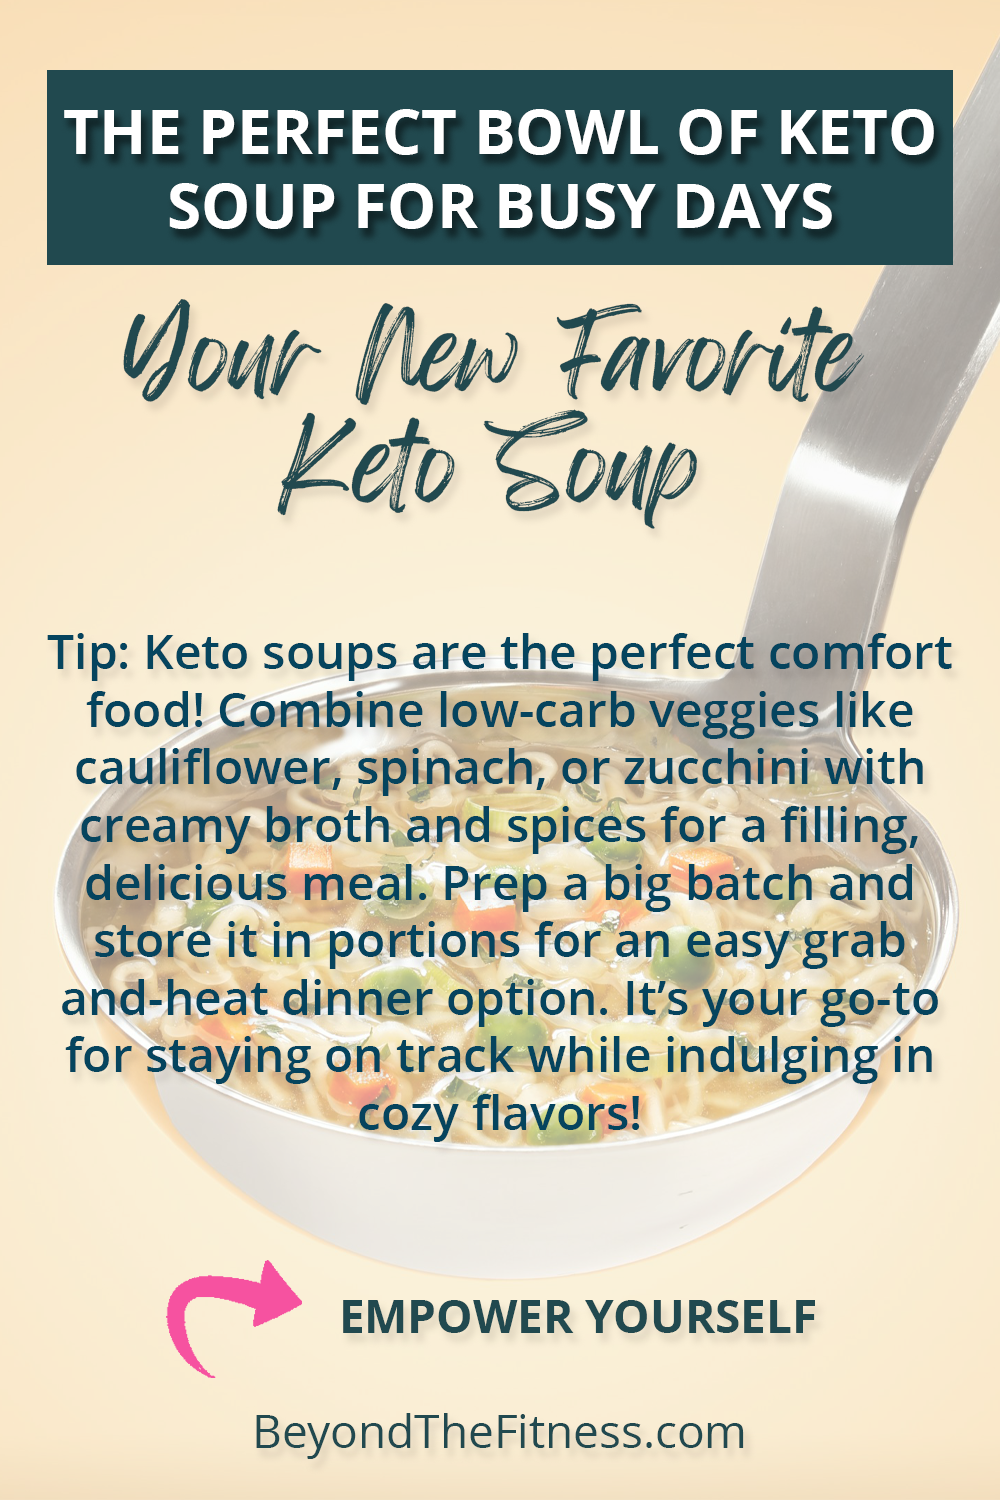 THE PERFECT BOWL OF KETO
SOUP FOR BUSY DAYS
Your New Favorite
Keto Soup
Tip: Keto soups are the perfect comfort
food! Combine low-carb veggies like
cauliflower, spinach, or zucchini with
creamy broth and spices for a filling,
delicious meal. Prep a big batch and
store it in portions for an easy grab
and-heat dinner option. It’s your go-to
for staying on track while indulging in
cozy flavors!
EMPOWER YOURSELF
BeyondTheFitness.com